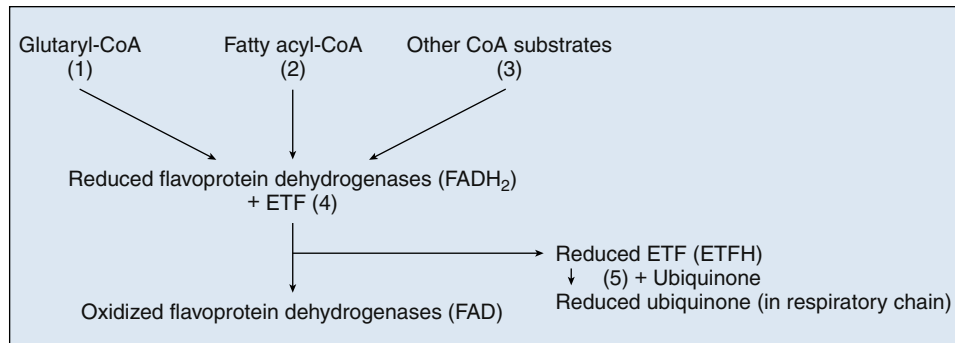 Glutaryl-CoA
(1)
Fatty acyl-CoA
(2)
Other CoA substrates
(3)
Reduced flavoprotein dehydrogenases (FADH₂)
+ ETF (4)
Reduced ETF (ETFH)
(5) + Ubiquinone
Reduced ubiquinone (in respiratory chain)
Oxidized flavoprotein dehydrogenases (FAD)